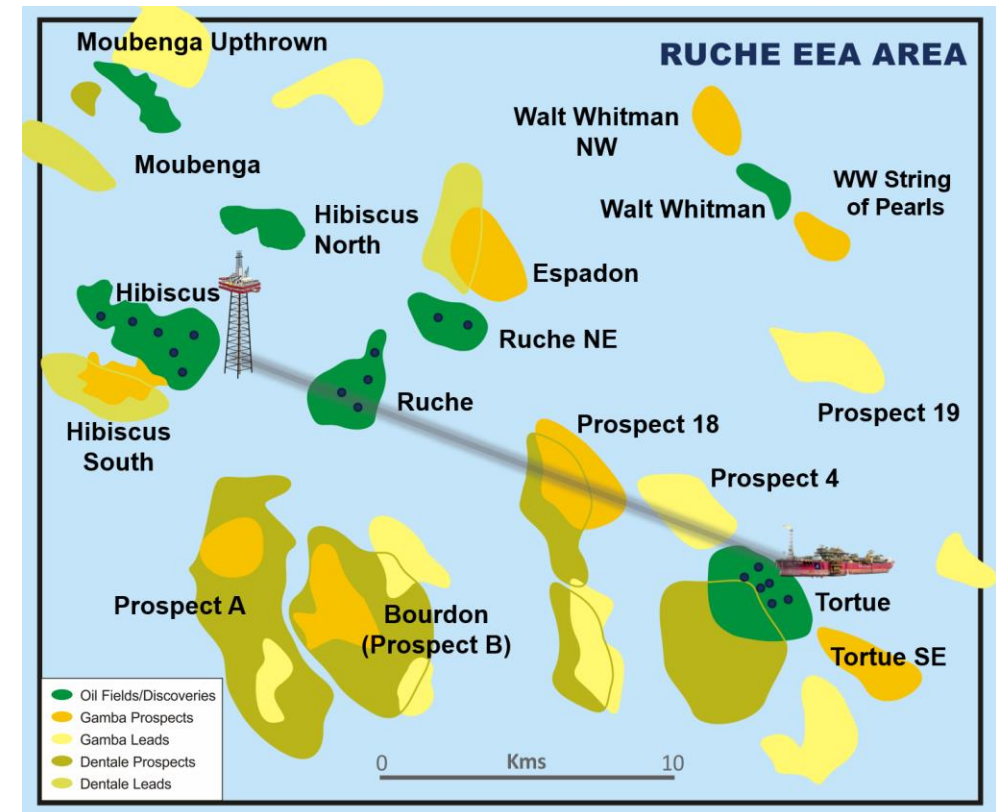 Moubenga Upthrown
RUCHE EEA AREA
Walt Whitman
NW
Moubenga
WW String
of Pearls
Walt Whitman
Hibiscus
North
Espadon
Hibiscus
Ruche NE
Ruche
Prospect 19
Hibiscus
South
Prospect 18
Prospect 4
Prospect A
Bourdon
(Prospect B)
Tortue
Tortue SE
Oil Fields/Discoveries
Gamba Prospects
Gamba Leads
Dentale Prospects
Dentale Leads
0 Kms 10